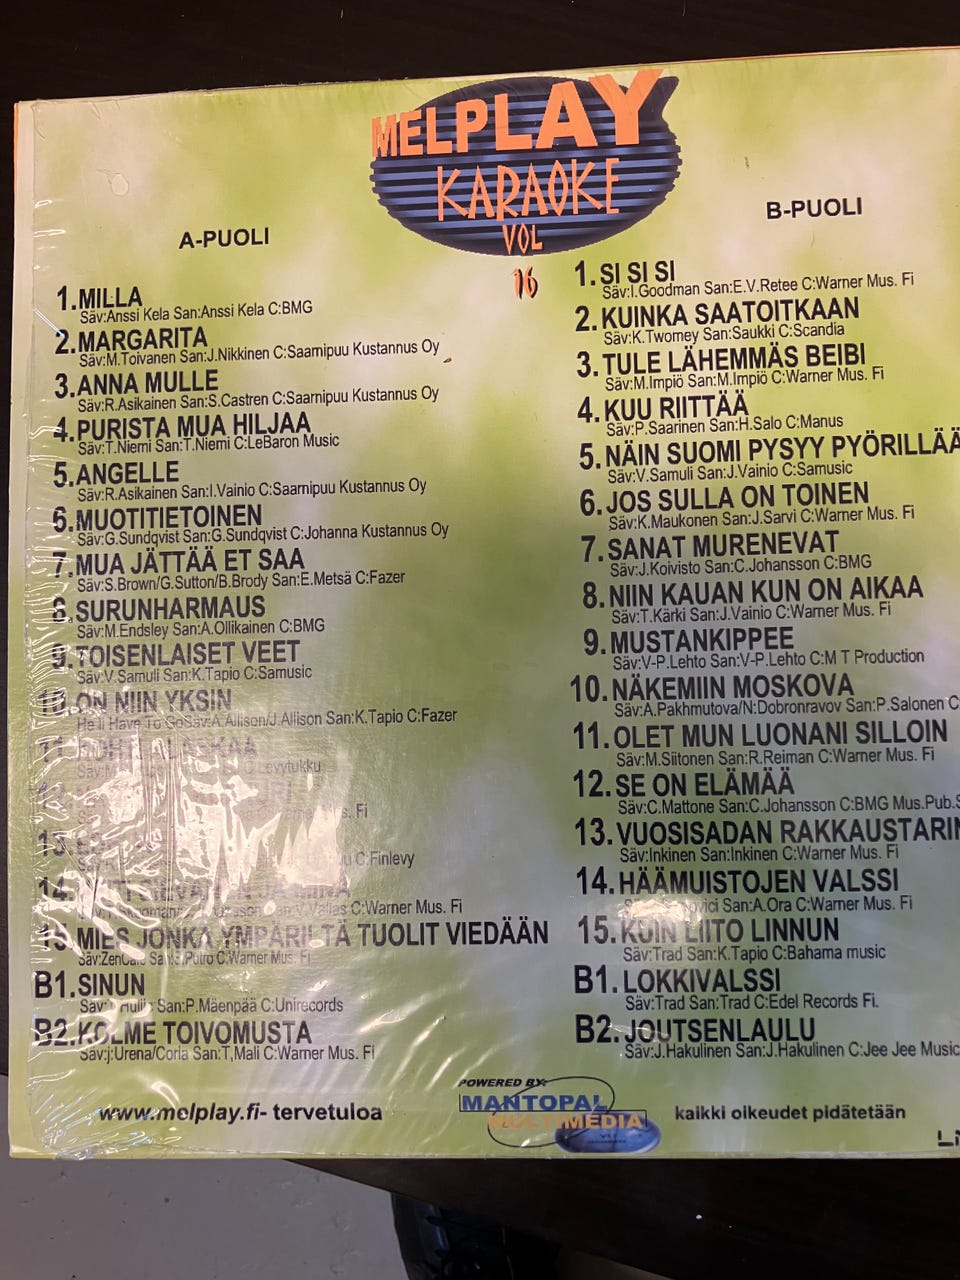 MELPLAY
KARAOKE
VOL
16
A-PUOLI
1. MILLA
Säv:Anssi Kela San:Anssi Kela C:BMG
2. MARGARITA
Säv:M.Toivanen San:J.Nikkinen C:Saarnipuu Kustannus Oy
3. ANNA MULLE
Säv:R.Asikainen San:S.Castren C:Saarnipuu Kustannus Oy
4. PURISTA MUA HILJAA
Säv:T.Niemi San:T.Niemi C:LeBaron Music
5. ANGELLE
Säv:R.Asikainen San:I.Vainio C:Saarnipuu Kustannus Oy
6. MUOTITIETOINEN
Säv:G.Sundqvist San:G.Sundqvist C:Johanna Kustannus Oy
7. MUA JÄTTÄÄ ET SAA
Säv:S.Brown/G.Sutton/B.Brody San:E.Metsä C:Fazer
8. SURUNHARMAUS
Säv:M.Endsley San:A.Ollikainen C:BMG
9. TOISENLAISET VEET
Säv:V.Samuli San:K.Tapio C:Samusic
10. ON NIIN YKSIN
He'll Have To GoSäv:A.Allison/J.Allison San:K.Tapio C:Fazer
11.
Levytukku
12.
Fi
13.
C:Finlevy
14.
C:Warner Mus. Fi
15. MIES JONKA YMPÄRILTÄ TUOLIT VIEDÄÄN
Säv:ZenCafe C:Warner Mus. Fi
B1. SINUN
San:P.Mäenpää C:Unirecords
B2. KOLME TOIVOMUSTA
Säv:j:Urena/Coria San:T,Mali C:Warner Mus. Fi
B-PUOLI
1. SI SI SI
Säv:I.Goodman San:E.V.Retee C:Warner Mus. Fi
2. KUINKA SAATOITKAAN
Säv:K.Twomey San:Saukki C:Scandia
3. TULE LÄHEMMÄS BEIBI
Säv:M.Impiö San:M.Impiö C:Warner Mus. Fi
4. KUU RIITTÄÄ
Säv:P.Saarinen San:H.Salo C:Manus
5. NÄIN SUOMI PYSYY PYÖRILLÄÄ
Säv:V.Samuli San:J.Vainio C:Samusic
6. JOS SULLA ON TOINEN
Säv:K.Maukonen San:J.Sarvi C:Warner Mus. Fi
7. SANAT MURENEVAT
Säv:J.Koivisto San:C.Johansson C:BMG
8. NIIN KAUAN KUN ON AIKAA
Säv:T.Kärki San:J.Vainio C:Warner Mus. Fi
9. MUSTANKIPPEE
Säv:V-P.Lehto San:V-P.Lehto C:M T Production
10. NÄKEMIIN MOSKOVA
Säv:A.Pakhmutova/N:Dobronravov San:P.Salonen C
11. OLET MUN LUONANI SILLOIN
Säv:M.Siitonen San:R.Reiman C:Warner Mus. Fi
12. SE ON ELÄMÄÄ
Säv:C.Mattone San:C.Johansson C:BMG Mus.Pub.S
13. VUOSISADAN RAKKAUSTARIN
Säv:Inkinen San:Inkinen C:Warner Mus. Fi
14. HÄÄMUISTOJEN VALSSI
San:A.Ora C:Warner Mus. Fi
15. KUIN LIITO LINNUN
Säv:Trad San:K.Tapio C:Bahama music
B1. LOKKIVALSSI
Säv:Trad San:Trad C:Edel Records Fi.
B2. JOUTSENLAULU
Säv:J.Hakulinen San:J.Hakulinen C:Jee Jee Music
www.melplay.fi- tervetuloa
POWERED BY:
MANTOPAL
MULTIMEDIA
kaikki oikeudet pidätetään